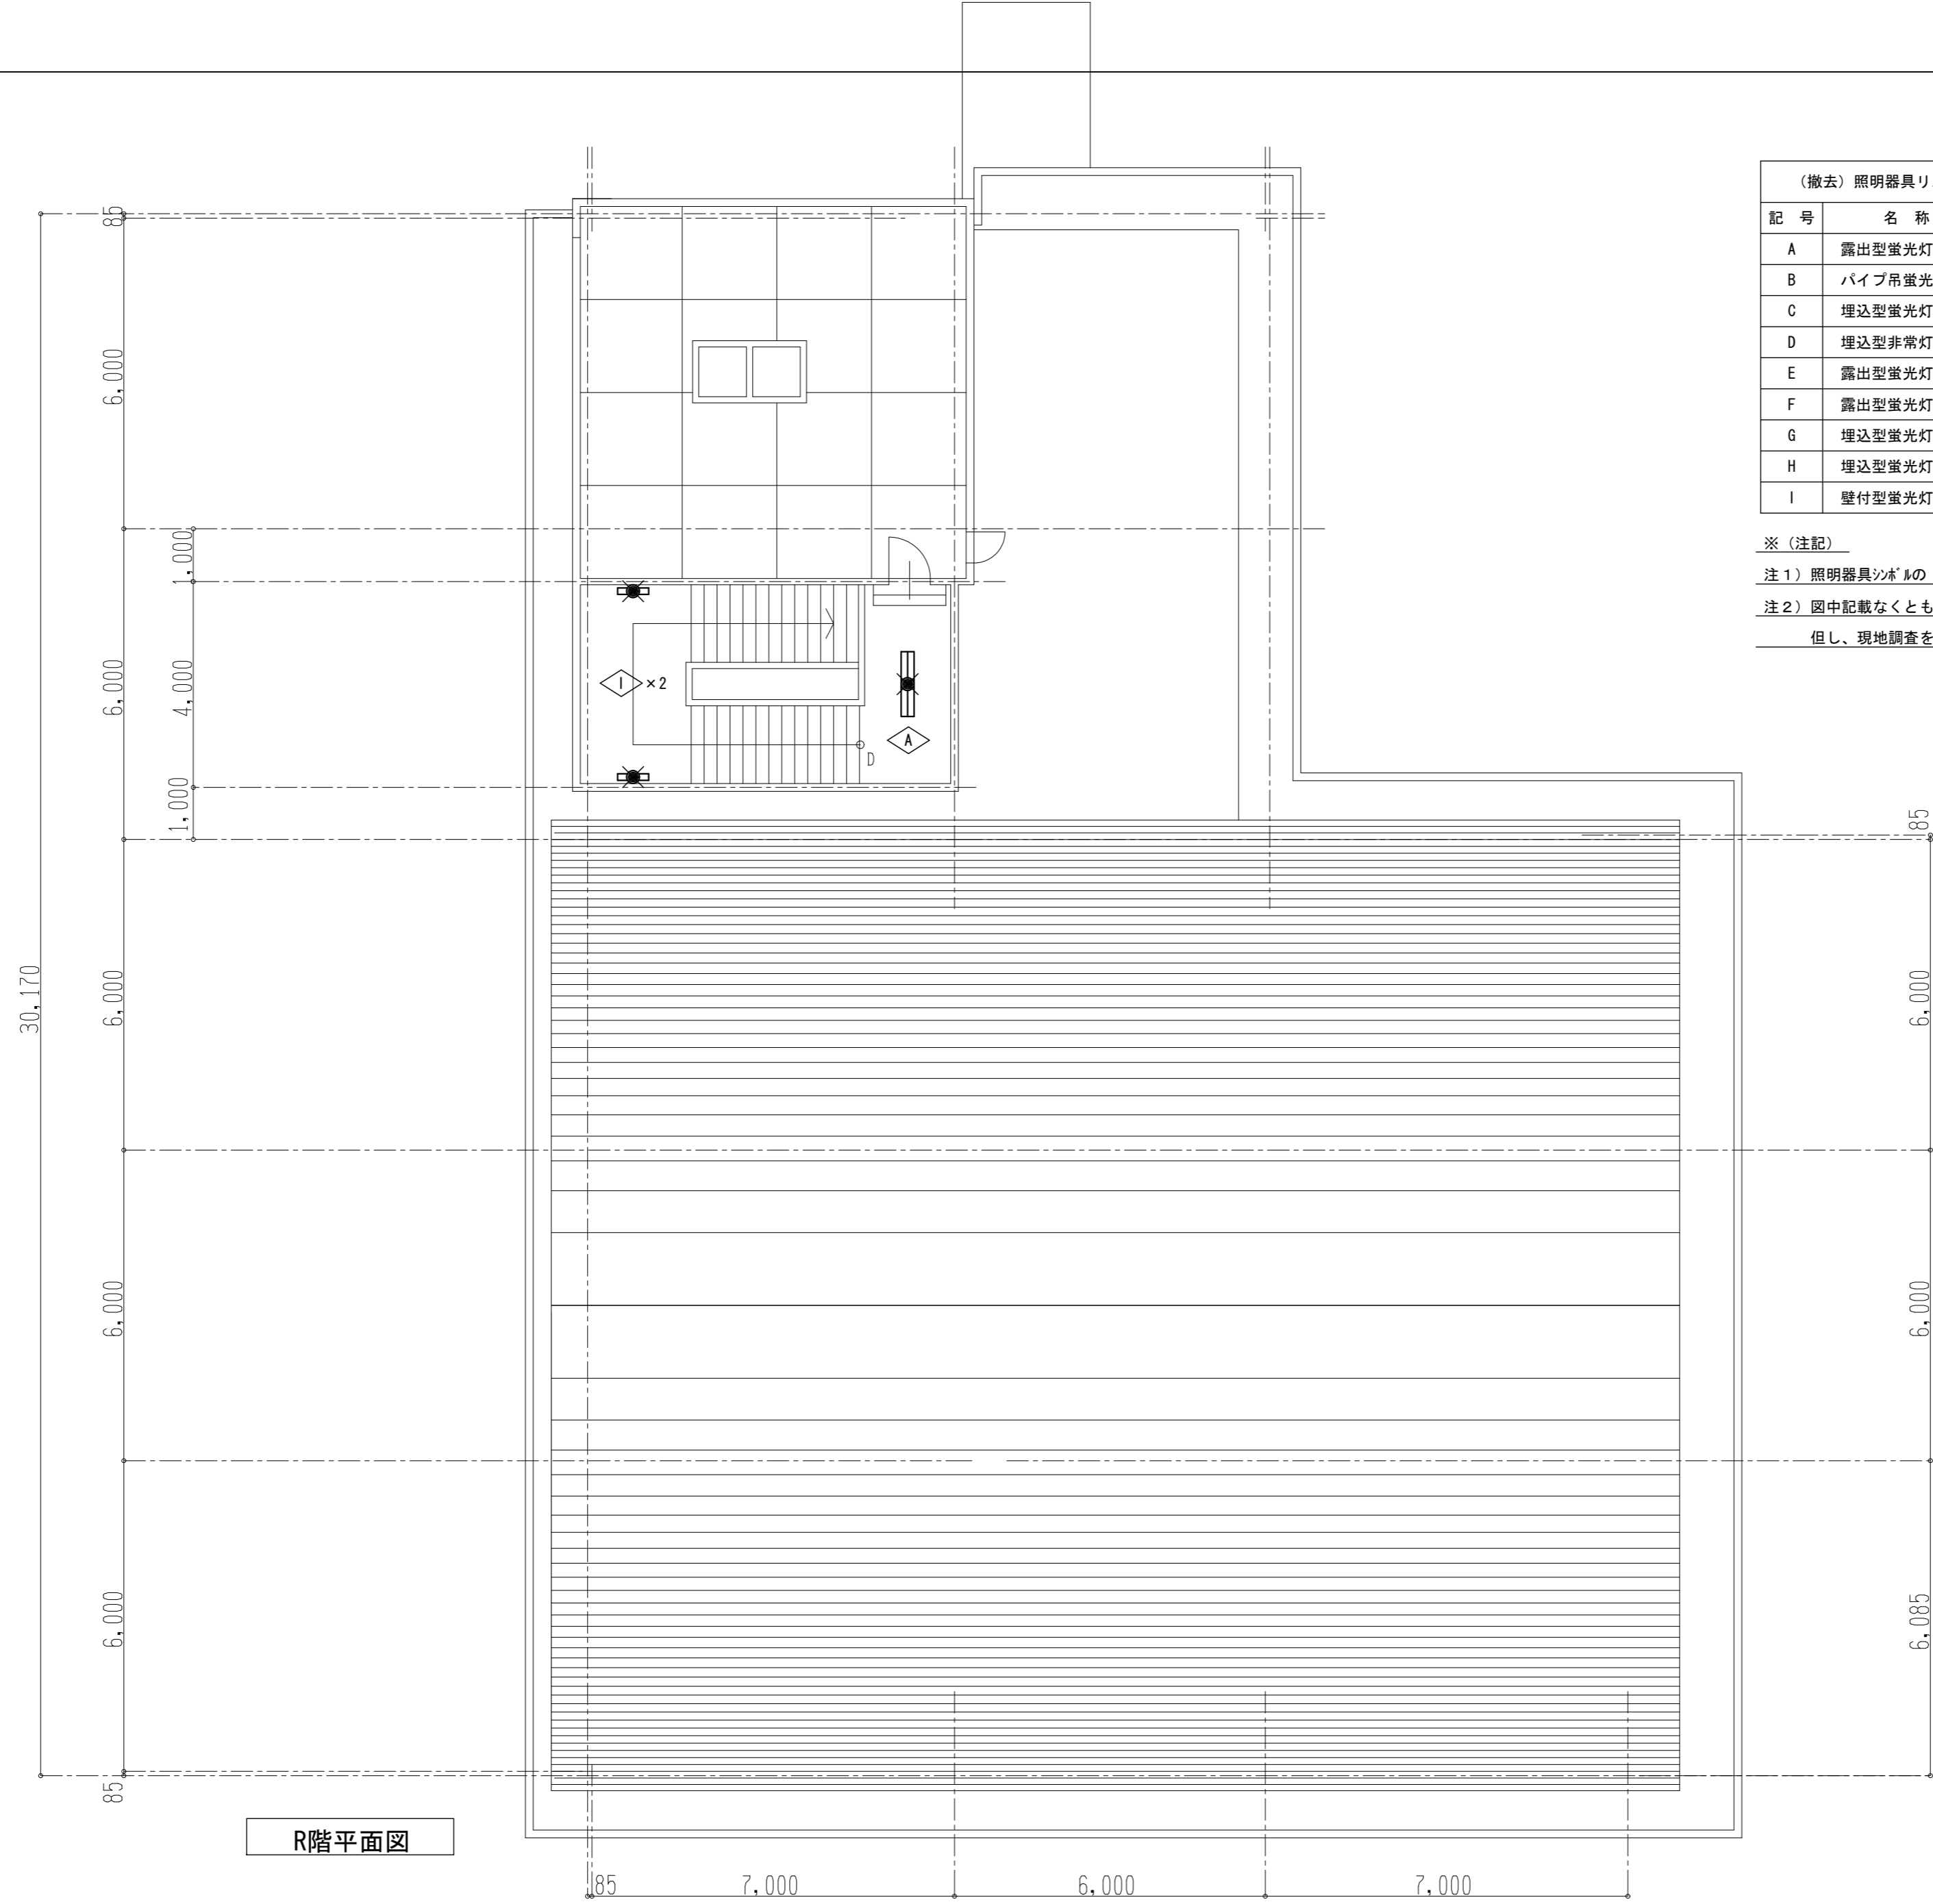 (撤去)照明器具リ
記 号 名 称
A 露出型蛍光灯
B パイプ吊蛍光
C 埋込型蛍光灯
D 埋込型非常灯
E 露出型蛍光灯
F 露出型蛍光灯
G 埋込型蛍光灯
H 埋込型蛍光灯
I 壁付型蛍光灯
※(注記)
注1)照明器具シンボルの
注2)図中記載なくとも
但し、現地調査を
85
6,000
1,000
6,000
4,000
1,000
30,170
6,000
6,000
6,000
85
I ×2
A
D
85
6,000
6,000
6,085
R階平面図
85 7,000 6,000 7,000